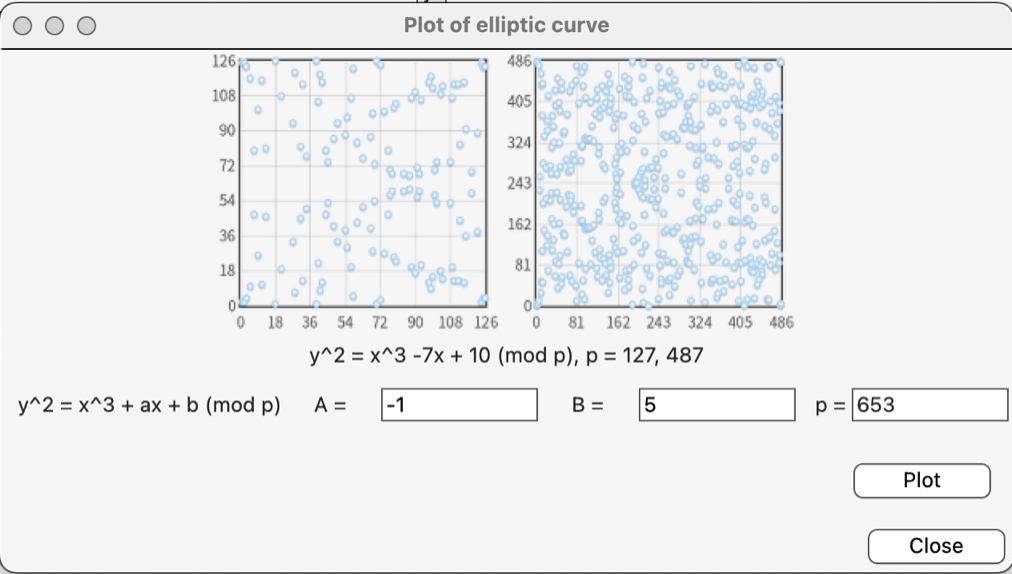 Plot of elliptic curve
126
108
90
72
54
36
18
0
0 18 36 54 72 90 108 126
486
405
324
243
162
81
0
0 81 162 243 324 405 486
y^2 = x^3 -7x + 10 (mod p), p = 127, 487
y^2 = x^3 + ax + b (mod p) A = -1 B = 5 p = 653
Plot
Close